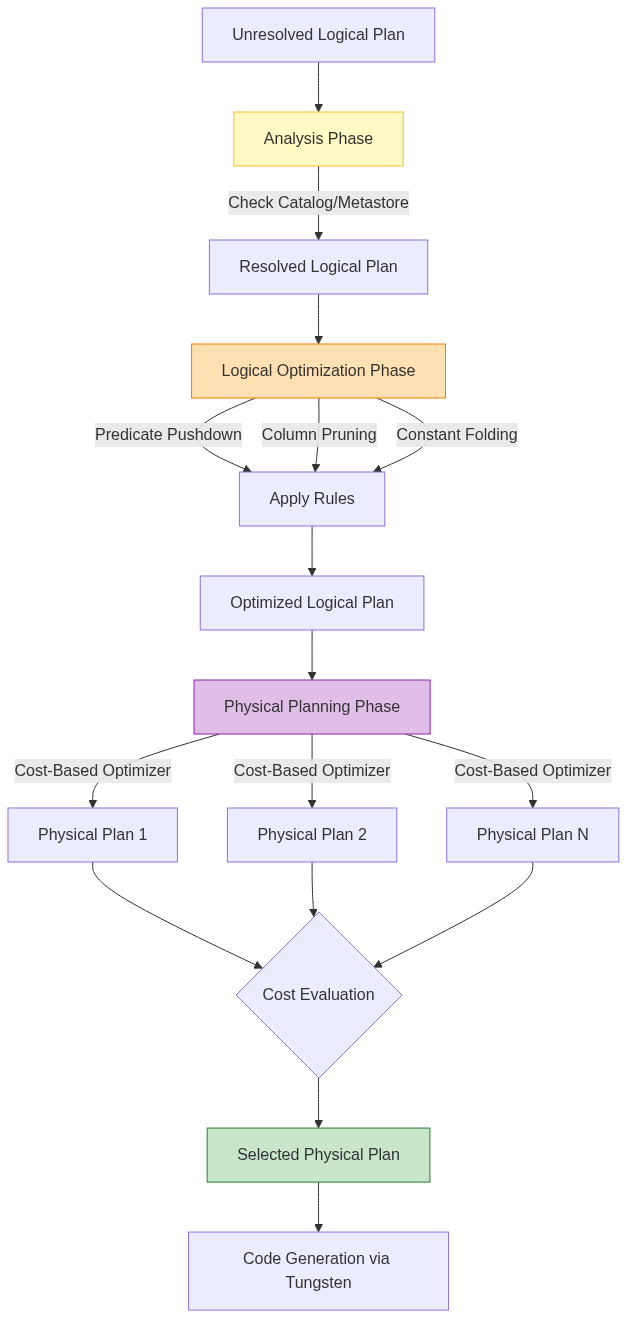 Unresolved Logical Plan
Analysis Phase
Check Catalog/Metastore
Resolved Logical Plan
Logical Optimization Phase
Predicate Pushdown
Column Pruning
Constant Folding
Apply Rules
Optimized Logical Plan
Physical Planning Phase
Cost-Based Optimizer
Cost-Based Optimizer
Cost-Based Optimizer
Physical Plan 1
Physical Plan 2
Physical Plan N
Cost Evaluation
Selected Physical Plan
Code Generation via
Tungsten